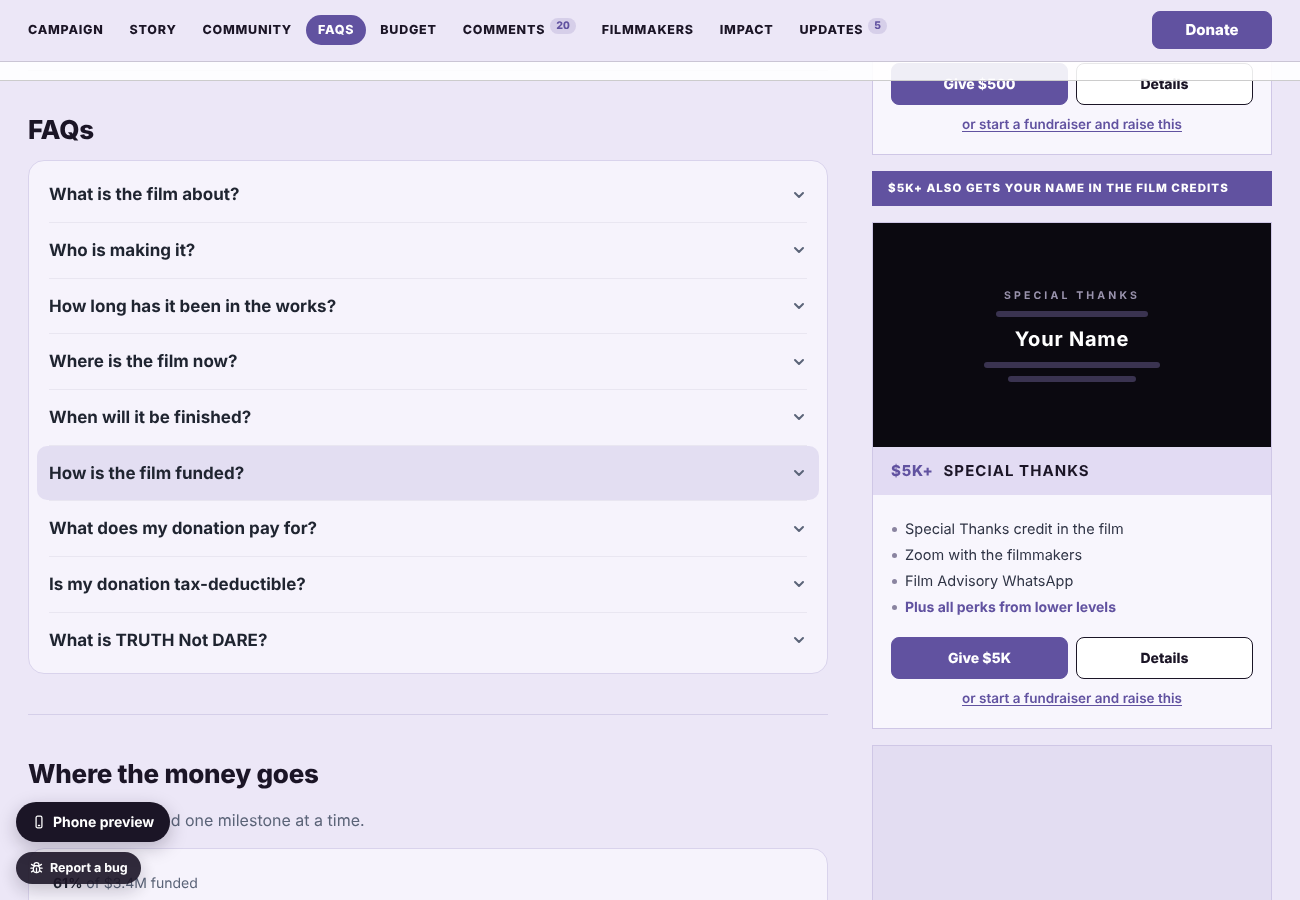 CAMPAIGN STORY COMMUNITY FAQS BUDGET COMMENTS 20 FILMMAKERS IMPACT UPDATES 5 Donate
Give $500 Details
or start a fundraiser and raise this
FAQs
What is the film about?
Who is making it?
How long has it been in the works?
Where is the film now?
When will it be finished?
How is the film funded?
What does my donation pay for?
Is my donation tax-deductible?
What is TRUTH Not DARE?
$5K+ ALSO GETS YOUR NAME IN THE FILM CREDITS
SPECIAL THANKS
Your Name
$5K+ SPECIAL THANKS
Special Thanks credit in the film
Zoom with the filmmakers
Film Advisory WhatsApp
Plus all perks from lower levels
Give $5K Details
or start a fundraiser and raise this
Where the money goes
one milestone at a time.
Phone preview
Report a bug
61% of $3.4M funded